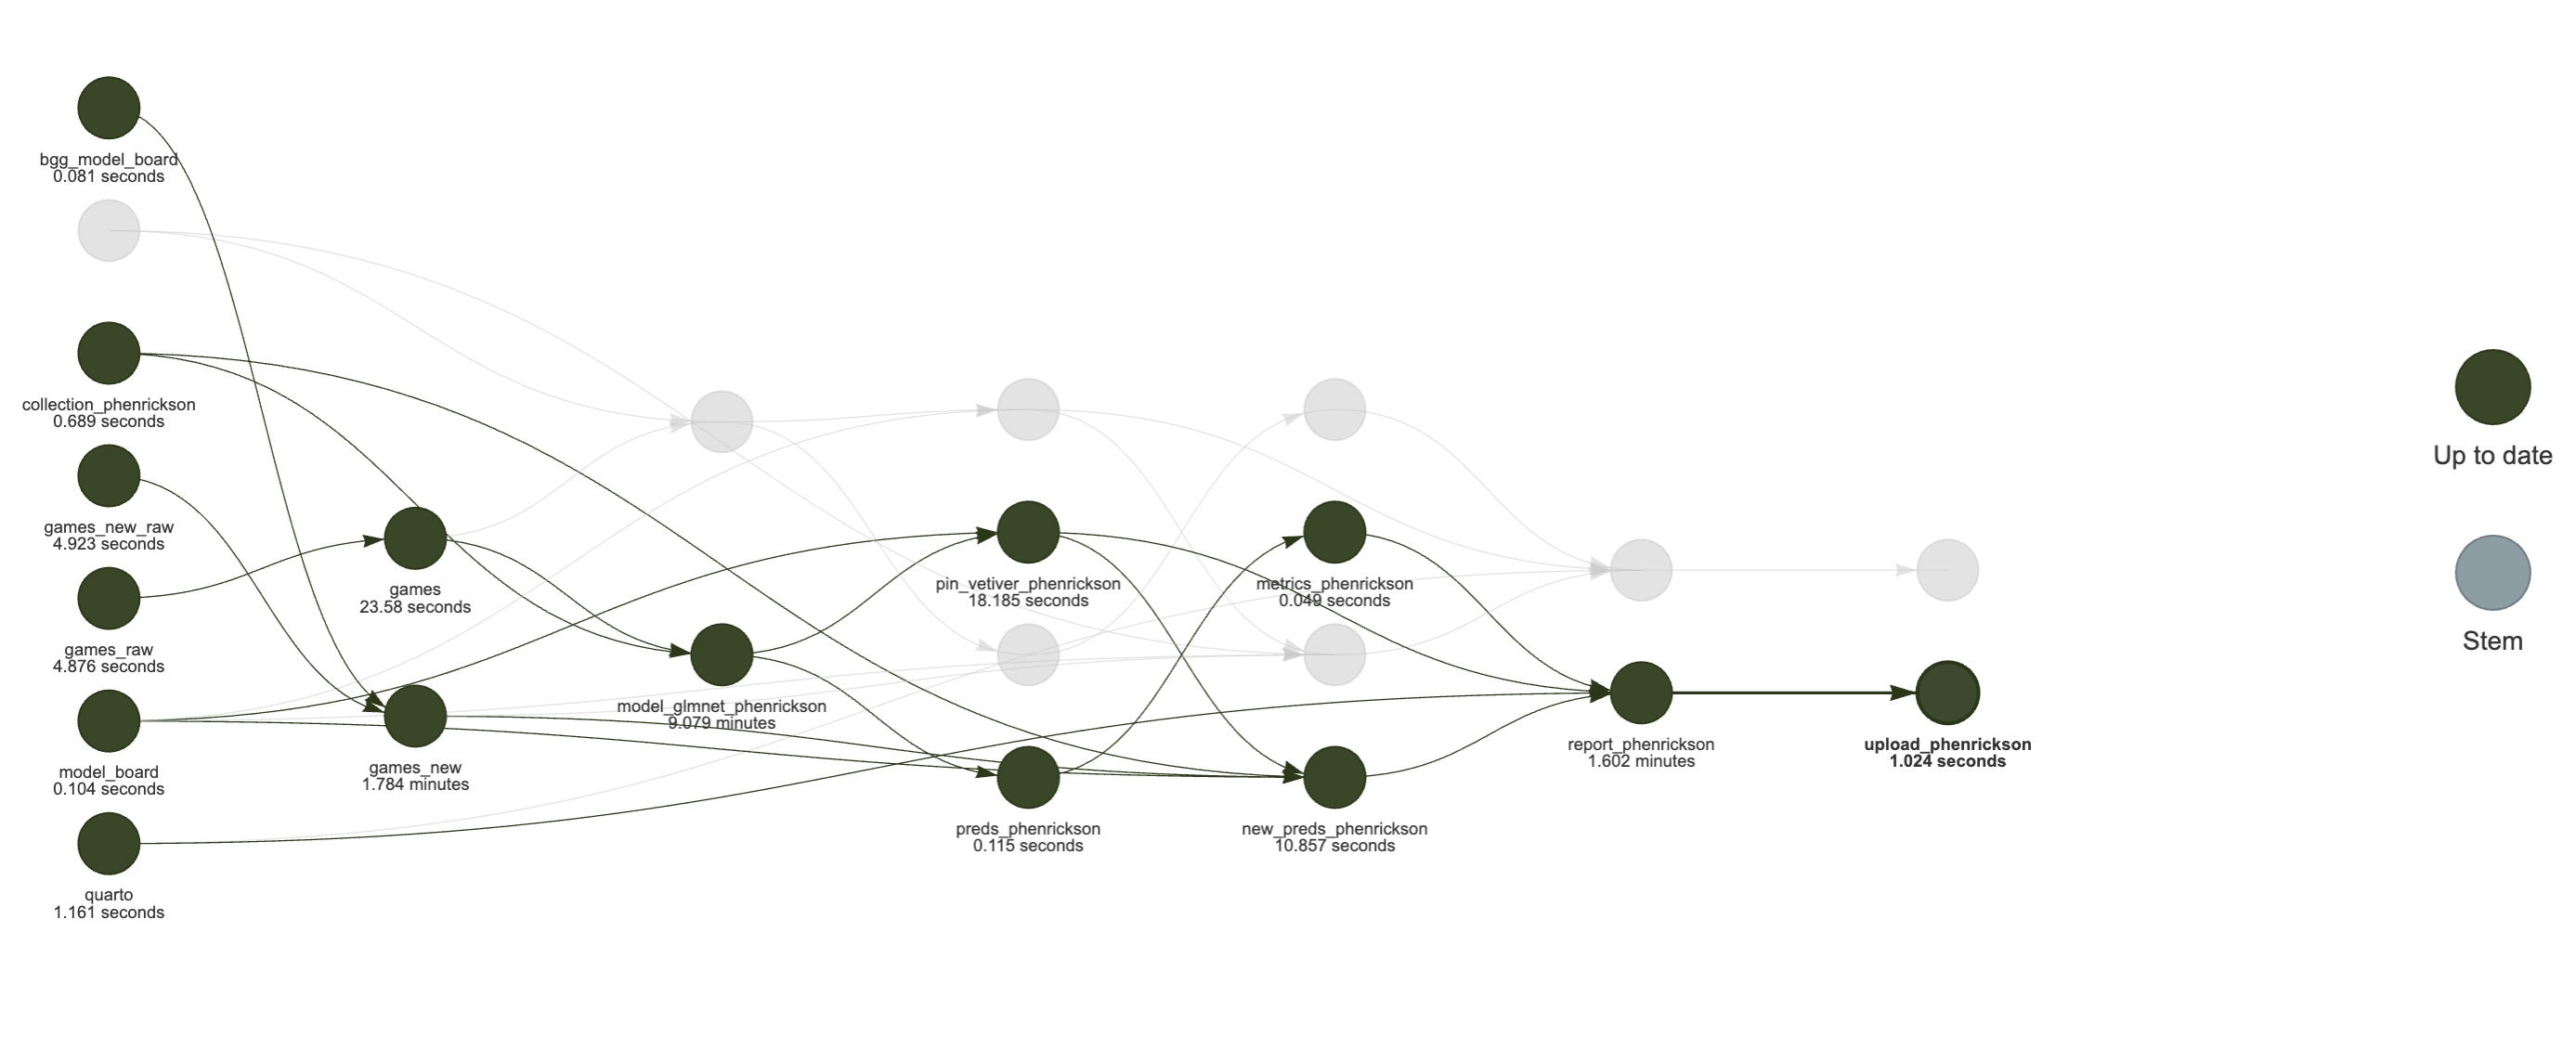 bgg_model_board
0.081 seconds
collection_phenrickson
0.689 seconds
games_new_raw
4.923 seconds
games_raw
4.876 seconds
model_board
0.104 seconds
quarto
1.161 seconds
games
23.58 seconds
games_new
1.784 minutes
model_glmnet_phenrickson
9.079 minutes
pin_vetiver_phenrickson
18.185 seconds
preds_phenrickson
0.115 seconds
metrics_phenrickson
0.049 seconds
new_preds_phenrickson
10.857 seconds
report_phenrickson
1.602 minutes
upload_phenrickson
1.024 seconds
Up to date
Stem